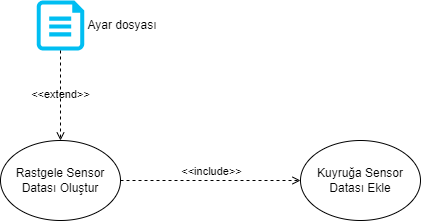 Ayar dosyası
<<extend>>
Rastgele Sensor
Datası Oluştur
<<include>>
Kuyruğa Sensor
Datası Ekle